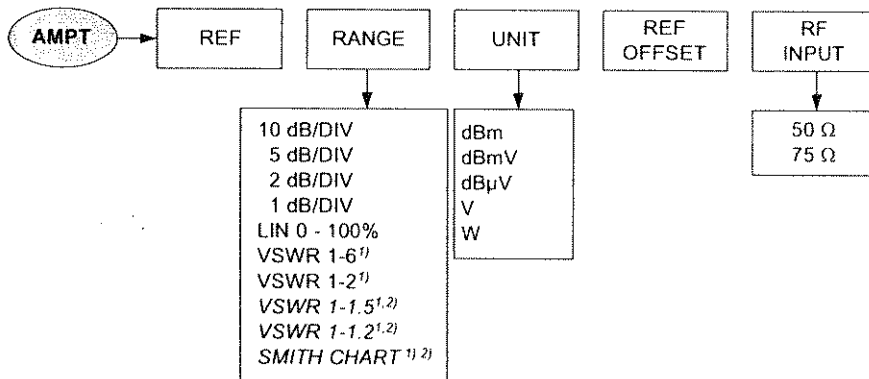 AMPT
REF
RANGE
UNIT
REF
OFFSET
RF
INPUT
10 dB/DIV
5 dB/DIV
2 dB/DIV
1 dB/DIV
LIN 0 - 100%
VSWR 1-6¹⁾
VSWR 1-2¹⁾
VSWR 1-1.5¹,²⁾
VSWR 1-1.2¹,²⁾
SMITH CHART ¹⁾ ²⁾
dBm
dBmV
dBµV
V
W
50 Ω
75 Ω